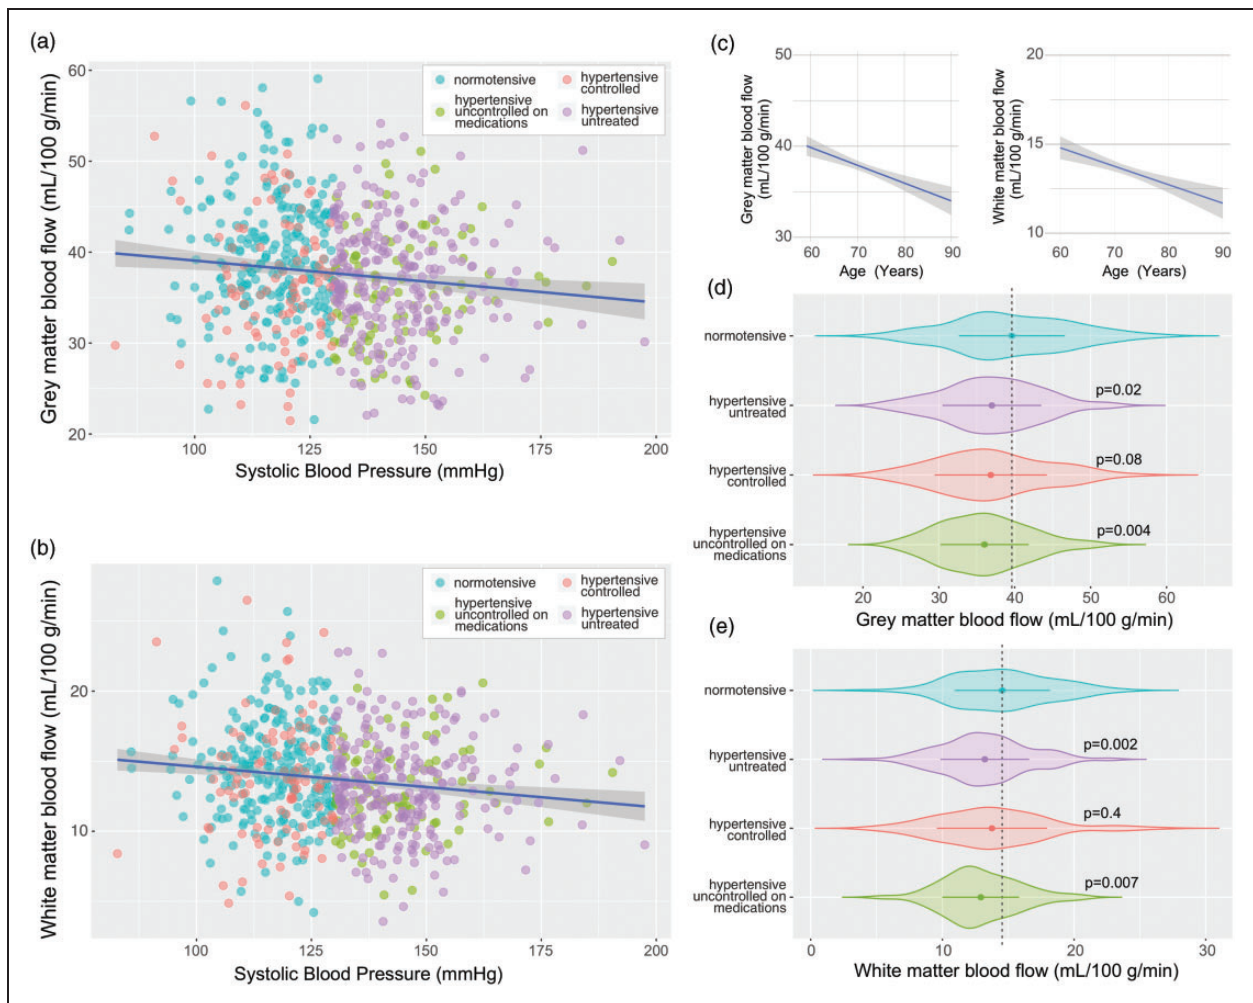 (a)
60
50
40
30
20
Grey matter blood flow (mL/100 g/min)
normotensive
hypertensive
controlled
hypertensive
uncontrolled on
medications
hypertensive
untreated
100
125
150
175
200
Systolic Blood Pressure (mmHg)
(b)
20
10
White matter blood flow (mL/100 g/min)
normotensive
hypertensive
controlled
hypertensive
uncontrolled on
medications
hypertensive
untreated
100
125
150
175
200
Systolic Blood Pressure (mmHg)
(c)
50
40
30
Grey matter blood flow
(mL/100 g/min)
60
70
80
90
Age (Years)
20
15
10
White matter blood flow
(mL/100 g/min)
60
70
80
90
Age (Years)
(d)
normotensive
hypertensive
untreated
p=0.02
hypertensive
controlled
p=0.08
hypertensive
uncontrolled on
medications
p=0.004
20
30
40
50
60
Grey matter blood flow (mL/100 g/min)
(e)
normotensive
hypertensive
untreated
p=0.002
hypertensive
controlled
p=0.4
hypertensive
uncontrolled on
medications
p=0.007
0
10
20
30
White matter blood flow (mL/100 g/min)